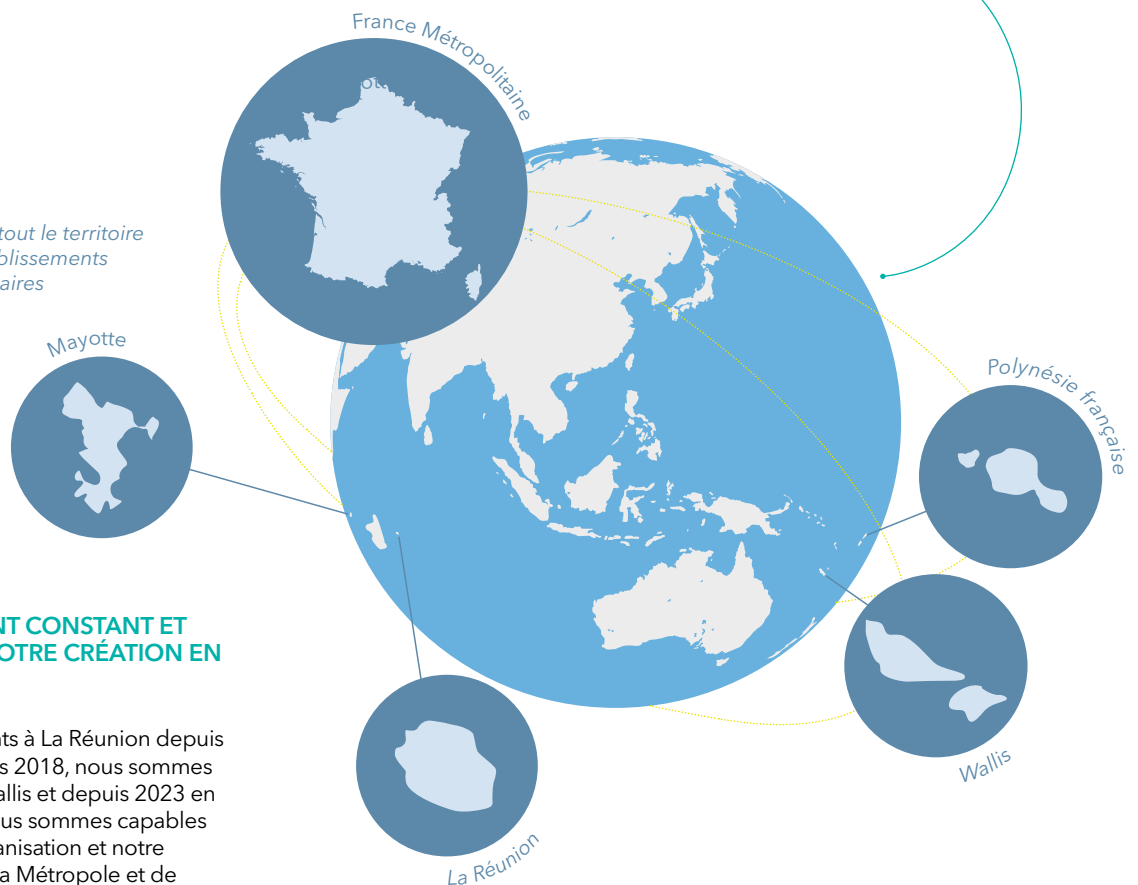 France Métropolitaine
tout le territoire
blissements
aires
Mayotte
Polynésie française
NT CONSTANT ET
OTRE CRÉATION EN
Wallis
La Réunion
ts à La Réunion depuis
s 2018, nous sommes
allis et depuis 2023 en
us sommes capables
anisation et notre
a Métropole et de